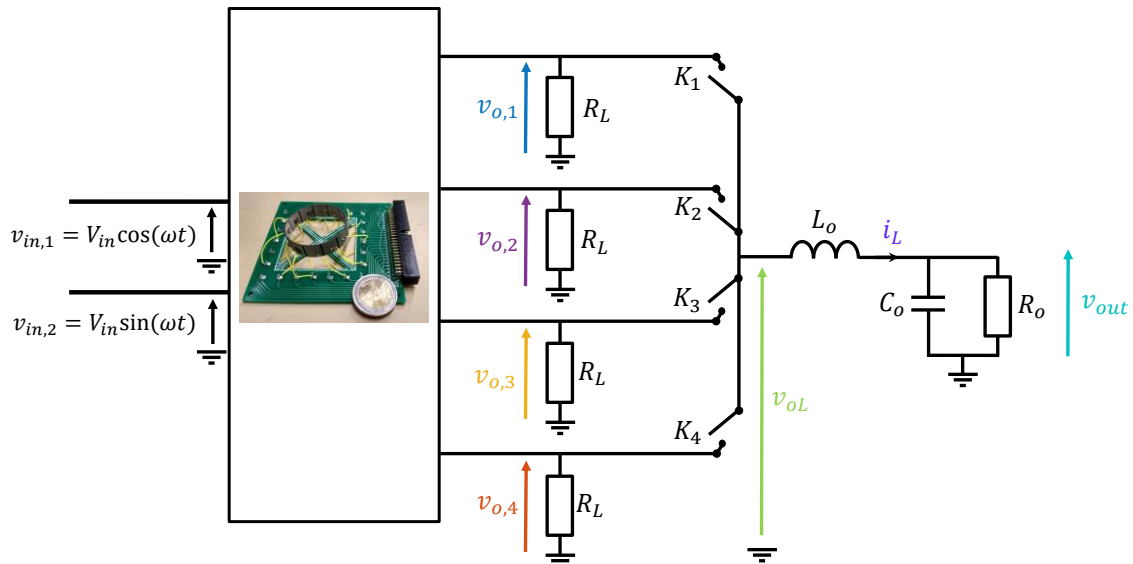 v_{in,1} = V_{in}cos(ωt)
v_{in,2} = V_{in}sin(ωt)
v_{o,1}
R_L
K_1
v_{o,2}
R_L
K_2
v_{o,3}
R_L
K_3
v_{o,4}
R_L
K_4
v_{oL}
L_o
i_L
C_o
R_o
v_{out}